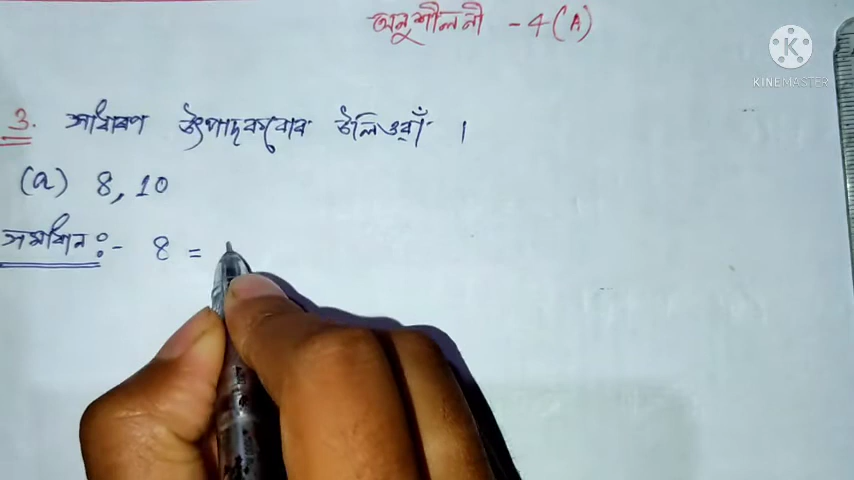 অনুশীলনী - 4 (A)
KINEMASTER
3. সাধাৰণ উৎপাদকবোৰ উলিওৱাঁ ।
(a) 8, 10
সমাধান :- 8 =